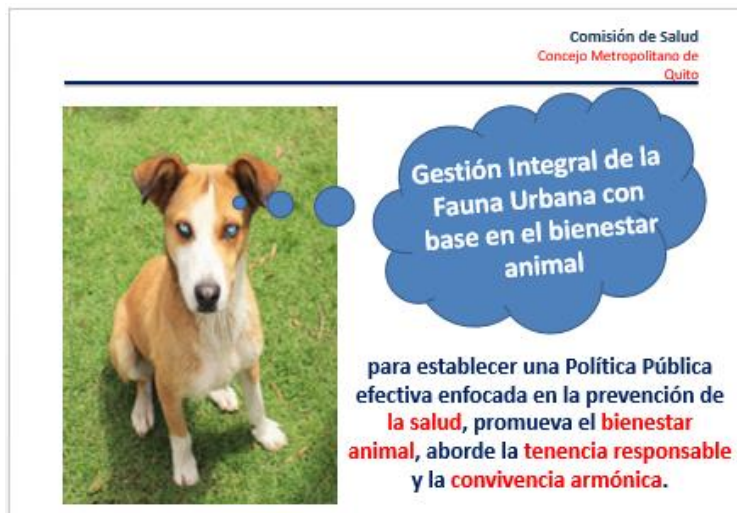 Comisión de Salud
Concejo Metropolitano de
Quito
Gestión Integral de la
Fauna Urbana con
base en el bienestar
animal
para establecer una Política Pública
efectiva enfocada en la prevención de
la salud, promueva el bienestar
animal, aborde la tenencia responsable
y la convivencia armónica.